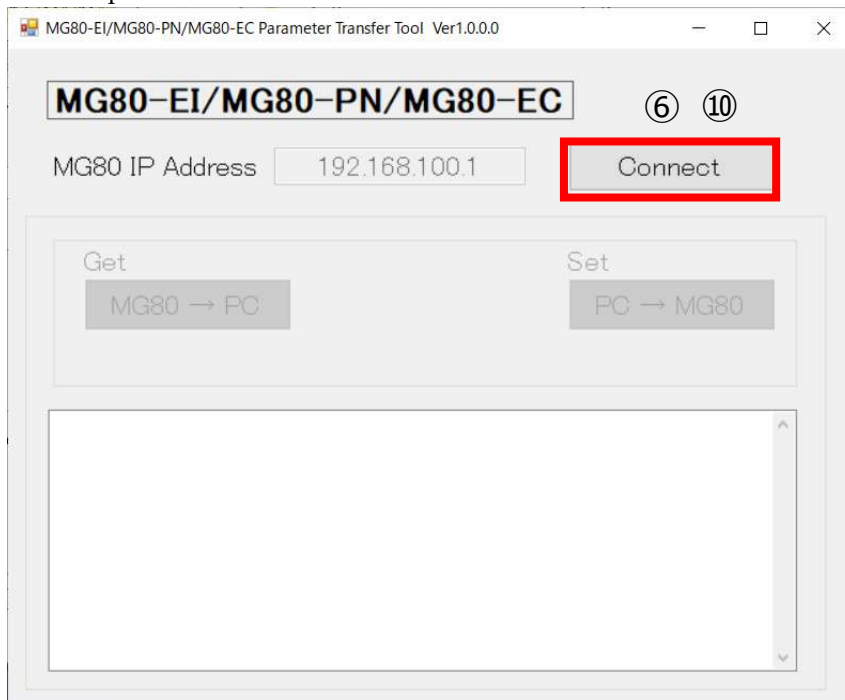 MG80-EI/MG80-PN/MG80-EC Parameter Transfer Tool Ver1.0.0.0
MG80-EI/MG80-PN/MG80-EC
⑥ ⑩
MG80 IP Address 192.168.100.1 Connect
Get Set
MG80 → PC PC → MG80